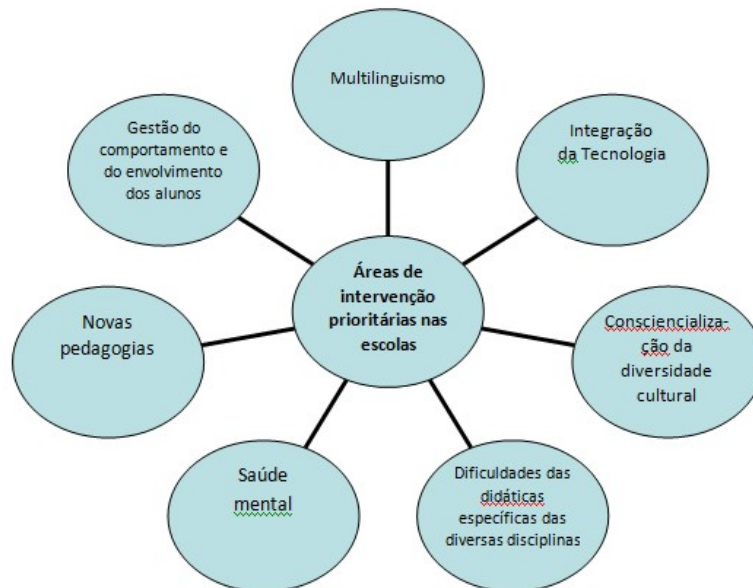 Multilinguismo
Gestão do
comportamento e
do envolvimento
dos alunos
Integração
da Tecnologia
Áreas de
intervenção
prioritárias nas
escolas
Novas
pedagogias
Consciencializa-
ção da
diversidade
cultural
Saúde
mental
Dificuldades das
didáticas
específicas das
diversas disciplinas